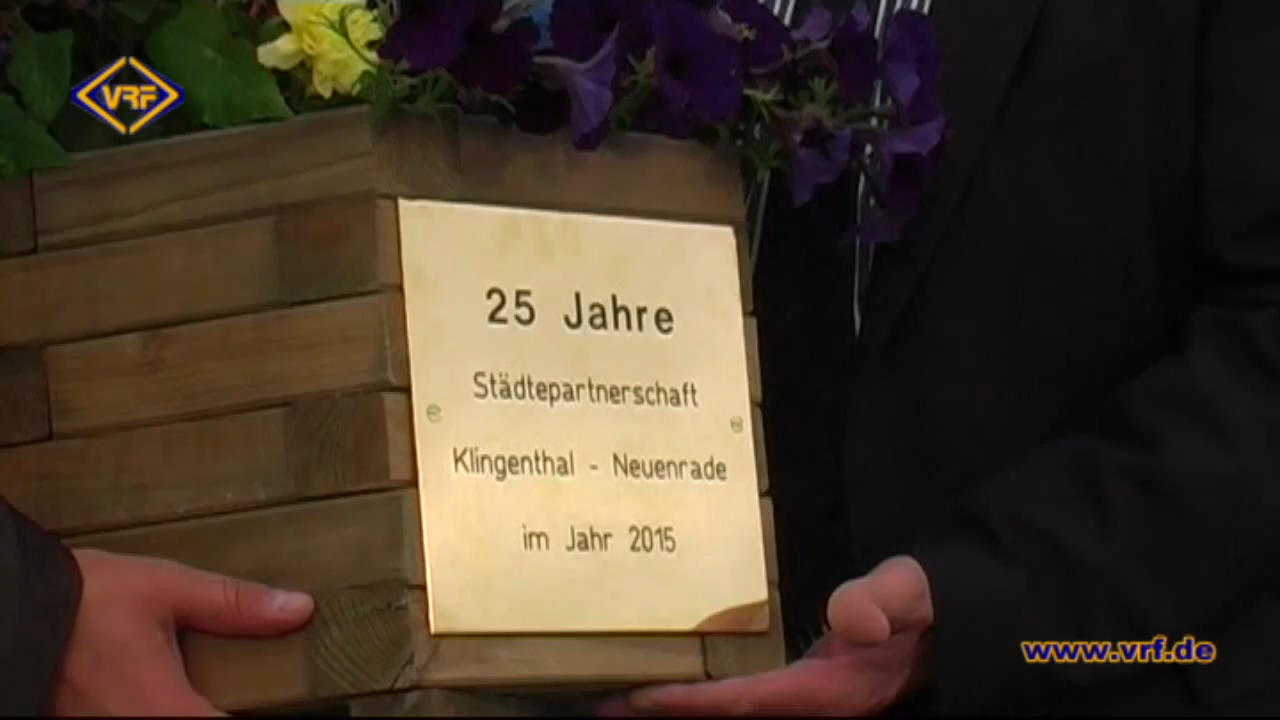 VRF
25 Jahre
Städtepartnerschaft
Klingenthal - Neuenrade
im Jahr 2015
www.vrf.de